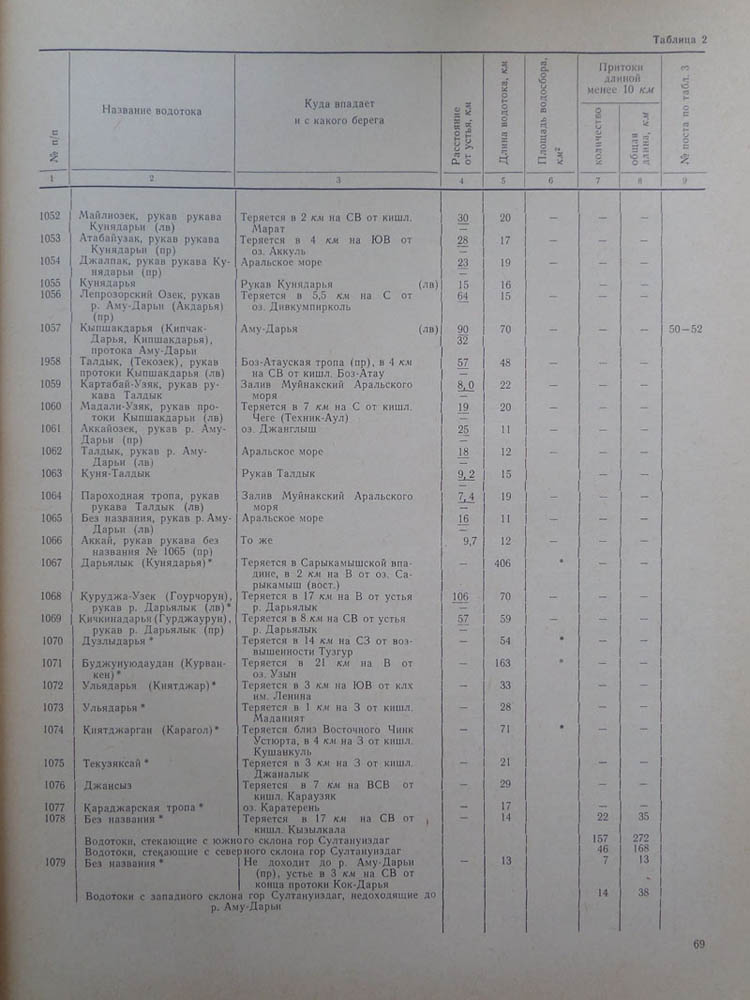 Таблица 2
№ п/п | Название водотока | Куда впадает и с какого берега | Расстояние от устья, км | Длина водотока, км | Площадь водосбора, км² | Притоки длиной менее 10 км: количество | общая длина, км | № поста по табл. 3
1 2 3 4 5 6 7 8 9
1052 Майлиозек, рукав рукава Теряется в 2 км на СВ от кишл. 30 20 — — —
Кунядарьи (лв) Марат —
1053 Атабайузак, рукав рукава Теряется в 4 км на ЮВ от 28 17 — — —
Кунядарьи (пр) оз. Аккуль —
1054 Джалпак, рукав рукава Ку- Аральское море 23 19 — — —
нядарьи (пр) —
1055 Кунядарья Рукав Кунядарья (лв) 15 16 — — —
1056 Лепрозорский Озек, рукав Теряется в 5,5 км на С от 64 15 — — —
р. Аму-Дарьи (Акдарья) оз. Дивкумпирколь —
(пр)
1057 Кыпшакдарья (Кипчак- Аму-Дарья (лв) 90 70 — — — 50—52
Дарья, Кипшакдарья), 32
протока Аму-Дарьи
1958 Талдык, (Текозек), рукав Боз-Атауская тропа (пр), в 4 км 57 48 — — —
протоки Кыпшакдарья (лв) на СВ от кишл. Боз-Атау —
1059 Картабай-Узяк, рукав ру- Залив Муйнакский Аральского 8,0 22 — — —
кава Талдык моря —
1060 Мадали-Узяк, рукав про- Теряется в 7 км на С от кишл. 19 20 — — —
токи Кыпшакдарьи (лв) Чеге (Техник-Аул) —
1061 Аккайозек, рукав р. Аму- оз. Джанглыш 25 11 — — —
Дарьи (пр) —
1062 Талдык, рукав р. Аму- Аральское море 18 12 — — —
Дарьи (лв) —
1063 Куня-Талдык Рукав Талдык 9,2 15 — — —
—
1064 Пароходная тропа, рукав Залив Муйнакский Аральского 7,4 19 — — —
рукава Талдык (лв) моря —
1065 Без названия, рукав р. Аму- Аральское море 16 11 — — —
Дарьи (лв) —
1066 Аккай, рукав рукава без То же 9,7 12 — — —
названия № 1065 (пр)
1067 Дарьялык (Кунядарья)* Теряется в Сарыкамышской впа- — 406 * — —
дине, в 2 км на В от оз. Са-
рыкамыш (вост.)
1068 Куруджа-Узек (Гоурчорун), Теряется в 17 км на В от устья 106 70 — — —
рукав р. Дарьялык (лв)* р. Дарьялык —
1069 Кичкинадарья (Гурджаурун), Теряется в 8 км на СВ от устья 57 59 — — —
рукав р. Дарьялык (пр) р. Дарьялык —
1070 Дузлыдарья * Теряется в 14 км на СЗ от воз- — 54 * — —
вышенности Тузгур
1071 Буджунуюдаудан (Курван- Теряется в 21 км на В от — 163 * — —
кен)* оз. Узын
1072 Ульядарья (Киятджар)* Теряется в 3 км на ЮВ от клх — 33 — —
им. Ленина
1073 Ульядарья * Теряется в 1 км на З от кишл. — 28 — —
Маданият
1074 Киятджарган (Карагол)* Теряется близ Восточного Чинк — 71 * — —
Устюрта, в 4 км на З от кишл.
Кушанкуль
1075 Текузяксай * Теряется в 3 км на З от кишл. — 21 — —
Джаналык
1076 Джансыз Теряется в 7 км на ВСВ от — 29 — —
кишл. Караузяк
1077 Караджарская тропа * оз. Каратерень — 17 — —
1078 Без названия * Теряется в 17 км на СВ от — 14 22 35
кишл. Кызылкала
Водотоки, стекающие с южного склона гор Султануиздаг 157 272
Водотоки, стекающие с северного склона гор Султануиздаг 46 168
1079 Без названия * Не доходит до р. Аму-Дарьи — 13 7 13
(пр), устье в 3 км на СВ от
конца протоки Кок-Дарья
Водотоки с западного склона гор Султануиздаг, недоходящие до 14 38
р. Аму-Дарьи
69